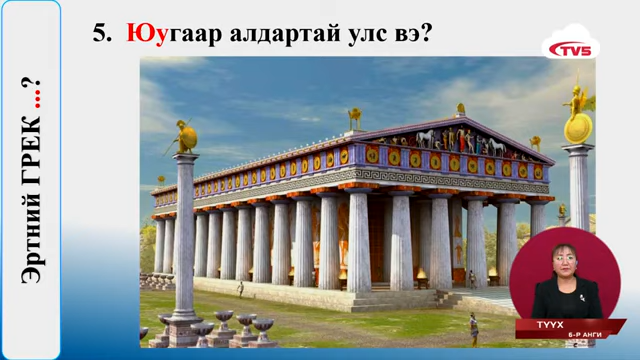 5. Юугаар алдартай улс вэ?
TV5
Эртний ГРЕК ...?
ТҮҮХ
6-Р АНГИ